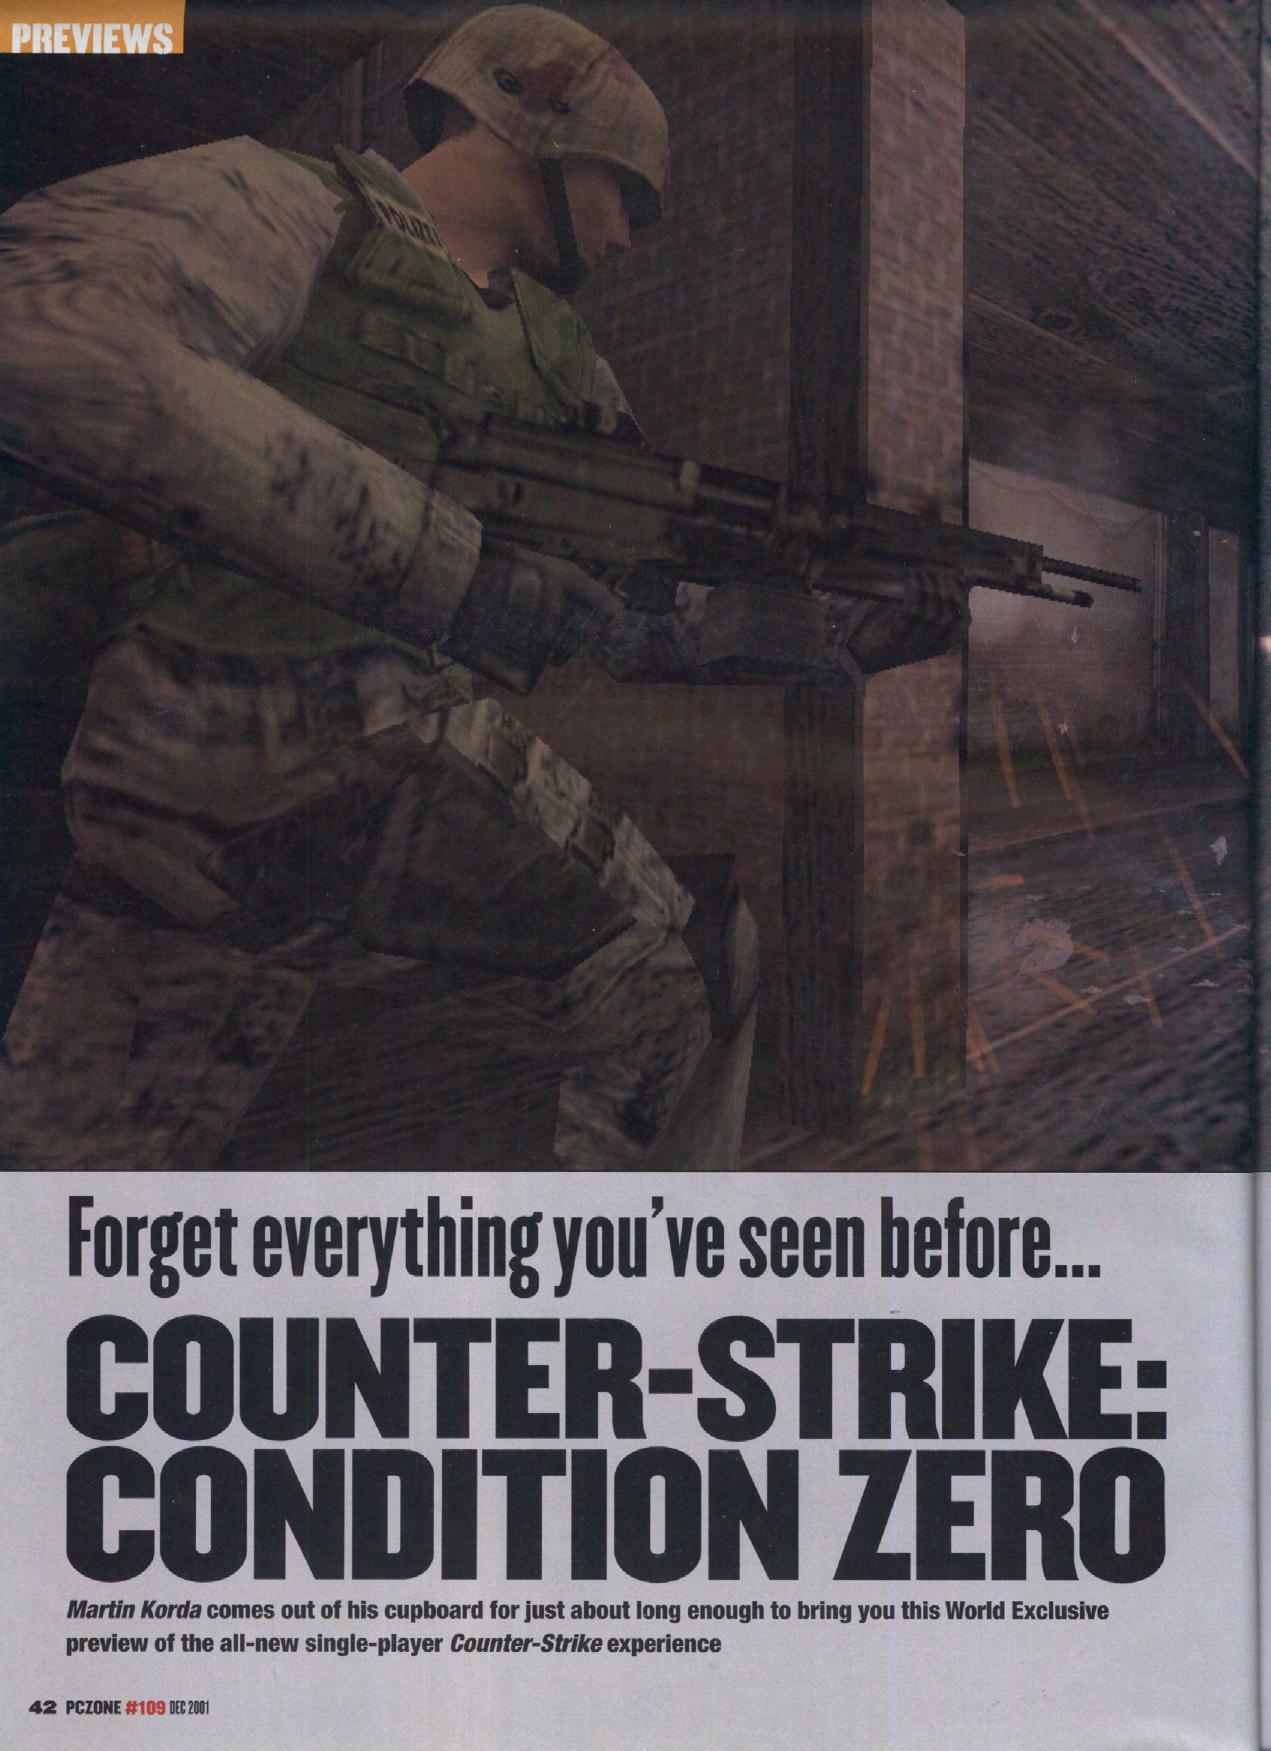 PREVIEWS
POLIZEI
Forget everything you've seen before...
COUNTER-STRIKE:
CONDITION ZERO
Martin Korda comes out of his cupboard for just about long enough to bring you this World Exclusive
preview of the all-new single-player Counter-Strike experience
42 PCZONE #109 DEC 2001